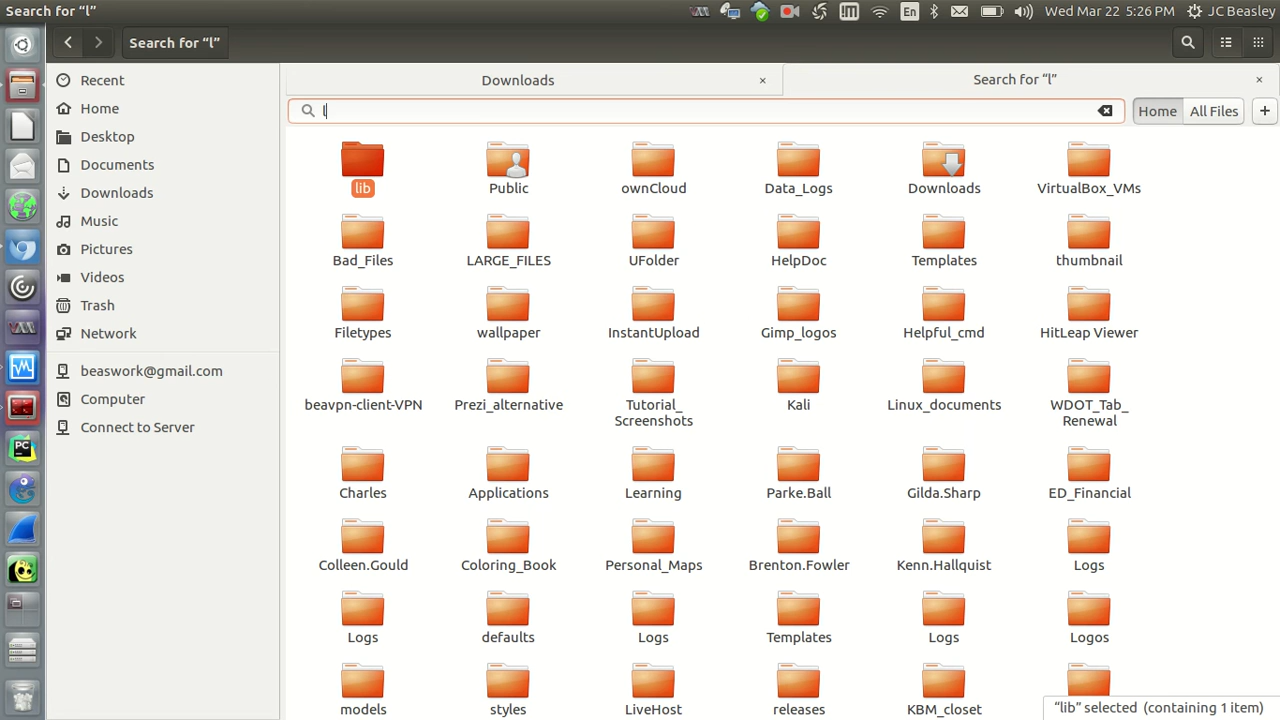 Search for “l”
En
Wed Mar 22 5:26 PM
JC Beasley
Search for “l”
Recent
Home
Desktop
Documents
Downloads
Music
Pictures
Videos
Trash
Network
beaswork@gmail.com
Computer
Connect to Server
Downloads ×
Search for “l” ×
l
Home
All Files
+
lib
Public
ownCloud
Data_Logs
Downloads
VirtualBox_VMs
Bad_Files
LARGE_FILES
UFolder
HelpDoc
Templates
thumbnail
Filetypes
wallpaper
InstantUpload
Gimp_logos
Helpful_cmd
HitLeap Viewer
beavpn-client-VPN
Prezi_alternative
Tutorial_
Screenshots
Kali
Linux_documents
WDOT_Tab_
Renewal
Charles
Applications
Learning
Parke.Ball
Gilda.Sharp
ED_Financial
Colleen.Gould
Coloring_Book
Personal_Maps
Brenton.Fowler
Kenn.Hallquist
Logs
Logs
defaults
Logs
Templates
Logs
Logos
models
styles
LiveHost
releases
KBM_closet
“lib” selected (containing 1 item)
PC